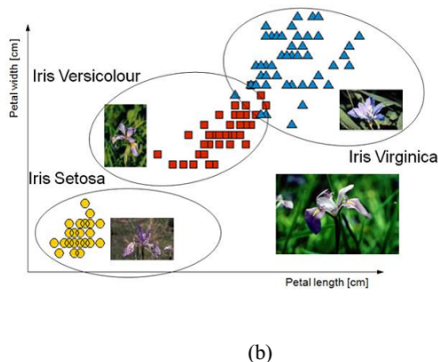 Petal width [cm]
Iris Versicolour
Iris Virginica
Iris Setosa
Petal length [cm]
(b)